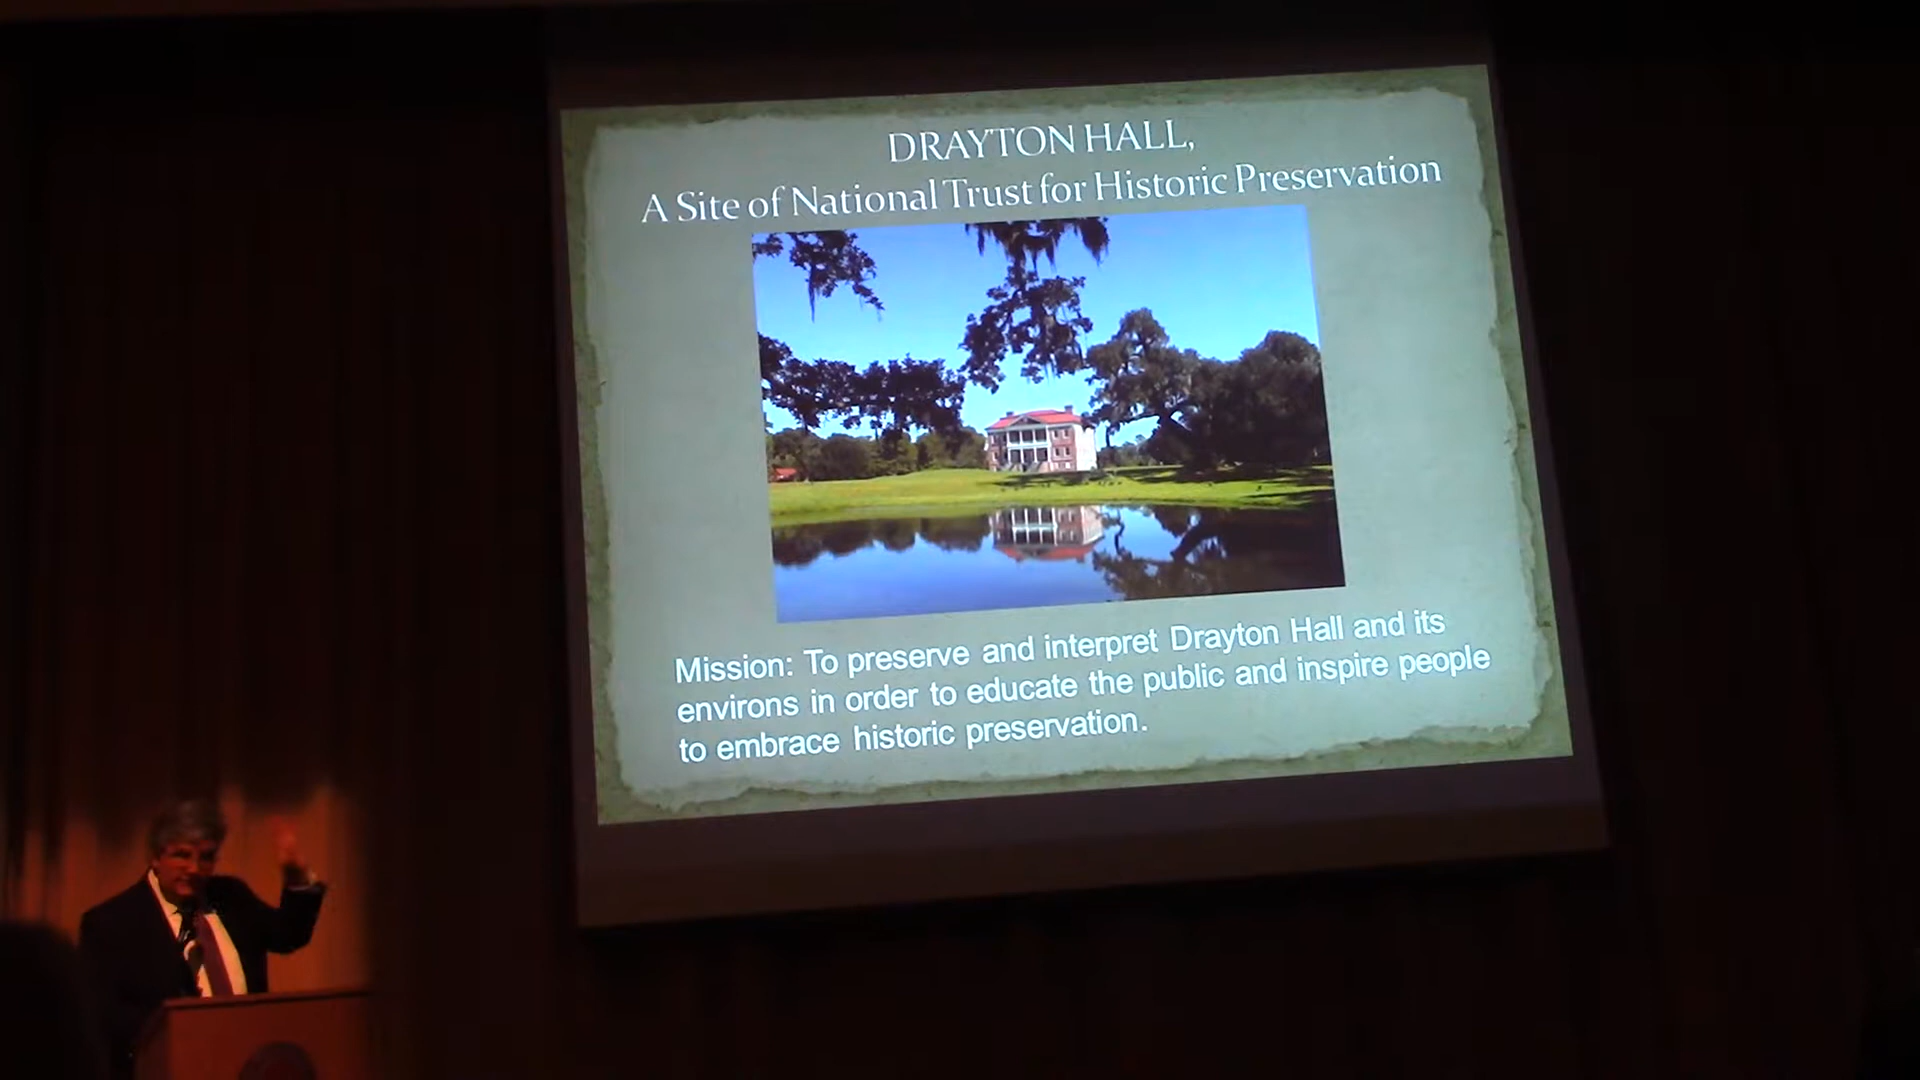 DRAYTON HALL,
A Site of National Trust for Historic Preservation
Mission: To preserve and interpret Drayton Hall and its
environs in order to educate the public and inspire people
to embrace historic preservation.